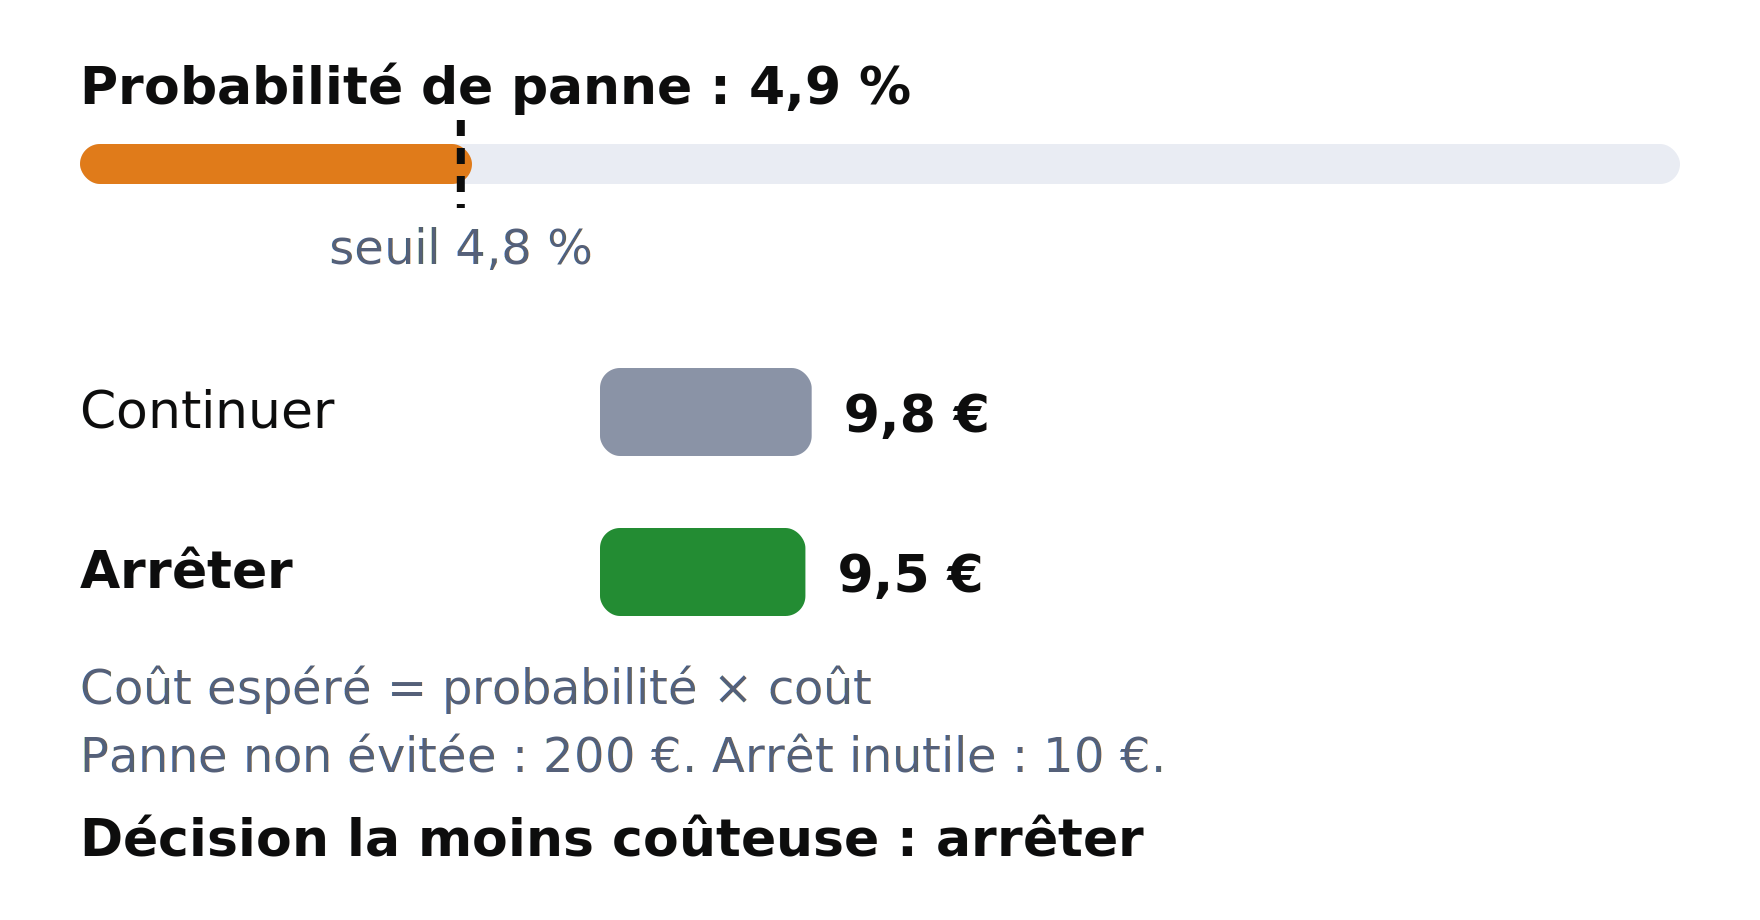 Probabilité de panne : 4,9 %
seuil 4,8 %
Continuer 9,8 €
Arrêter 9,5 €
Coût espéré = probabilité × coût
Panne non évitée : 200 €. Arrêt inutile : 10 €.
Décision la moins coûteuse : arrêter